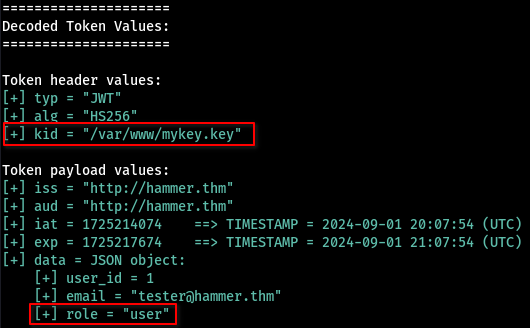 =====================
Decoded Token Values:
=====================
Token header values:
[+] typ = "JWT"
[+] alg = "HS256"
[+] kid = "/var/www/mykey.key"
Token payload values:
[+] iss = "http://hammer.thm"
[+] aud = "http://hammer.thm"
[+] iat = 1725214074    ==> TIMESTAMP = 2024-09-01 20:07:54 (UTC)
[+] exp = 1725217674    ==> TIMESTAMP = 2024-09-01 21:07:54 (UTC)
[+] data = JSON object:
    [+] user_id = 1
    [+] email = "tester@hammer.thm"
    [+] role = "user"